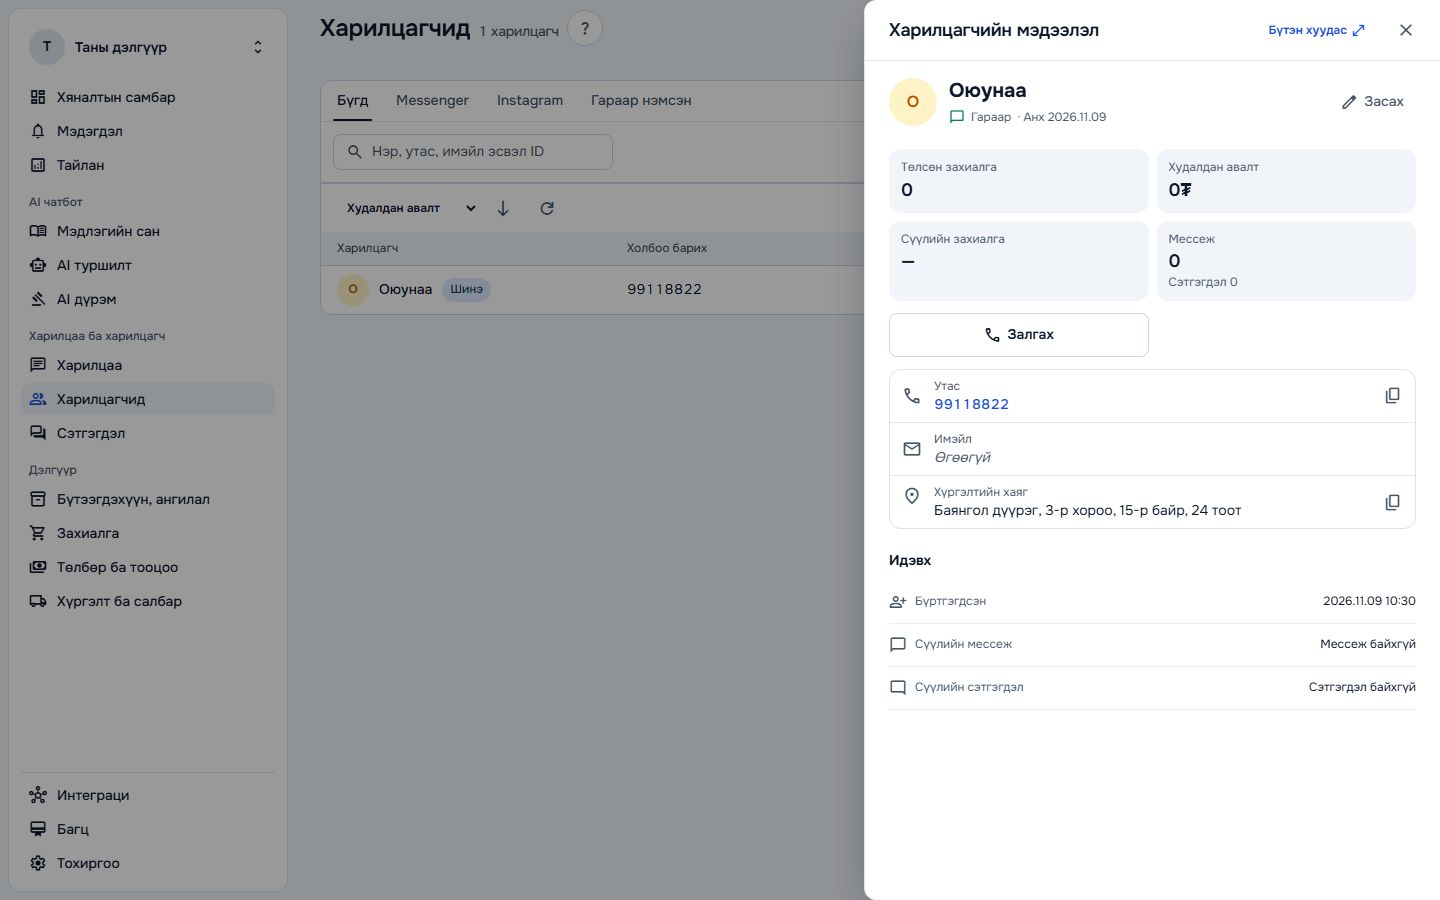 Т Таны дэлгүүр
Хяналтын самбар
Мэдэгдэл
Тайлан
AI чатбот
Мэдлэгийн сан
AI туршилт
AI дүрэм
Харилцаа ба харилцагч
Харилцаа
Харилцагчид
Сэтгэгдэл
Дэлгүүр
Бүтээгдэхүүн, ангилал
Захиалга
Төлбөр ба тооцоо
Хүргэлт ба салбар
Интеграци
Багц
Тохиргоо
Харилцагчид 1 харилцагч ?
Бүгд Messenger Instagram Гараар нэмсэн
Нэр, утас, имэйл эсвэл ID
Худалдан авалт
Харилцагч Холбоо барих
О Оюунаа Шинэ 99118822
Харилцагчийн мэдээлэл Бүтэн хуудас
О Оюунаа
Гараар · Анх 2026.11.09
Засах
Төлсөн захиалга
0
Худалдан авалт
0₮
Сүүлийн захиалга
—
Мессеж
0
Сэтгэгдэл 0
Залгах
Утас
99118822
Имэйл
Өгөөгүй
Хүргэлтийн хаяг
Баянгол дүүрэг, 3-р хороо, 15-р байр, 24 тоот
Идэвх
Бүртгэгдсэн 2026.11.09 10:30
Сүүлийн мессеж Мессеж байхгүй
Сүүлийн сэтгэгдэл Сэтгэгдэл байхгүй